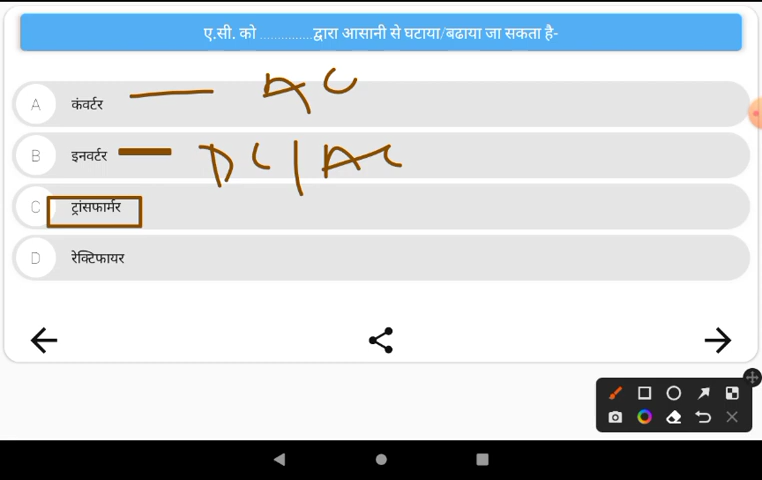 ए.सी. को ..............द्वारा आसानी से घटाया/बढाया जा सकता है-
A कंवर्टर — AC
B इनवर्टर — DC | AC
C ट्रांसफार्मर
D रेक्टिफायर